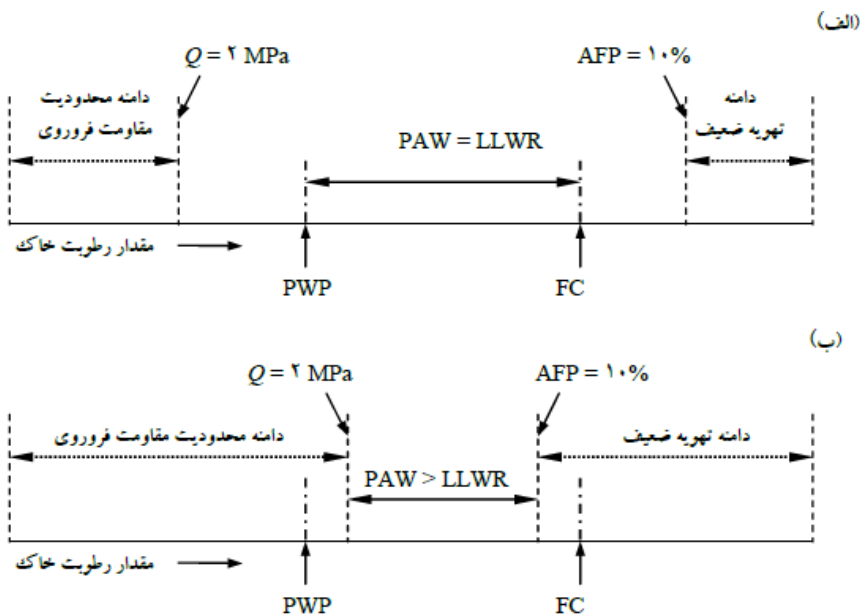 (الف)
Q = ۲ MPa
AFP = ۱۰%
دامنه محدودیت
مقاومت فروروی
دامنه
تهویه ضعیف
PAW = LLWR
مقدار رطوبت خاک
PWP
FC
(ب)
Q = ۲ MPa
AFP = ۱۰%
دامنه محدودیت مقاومت فروروی
دامنه تهویه ضعیف
PAW > LLWR
مقدار رطوبت خاک
PWP
FC